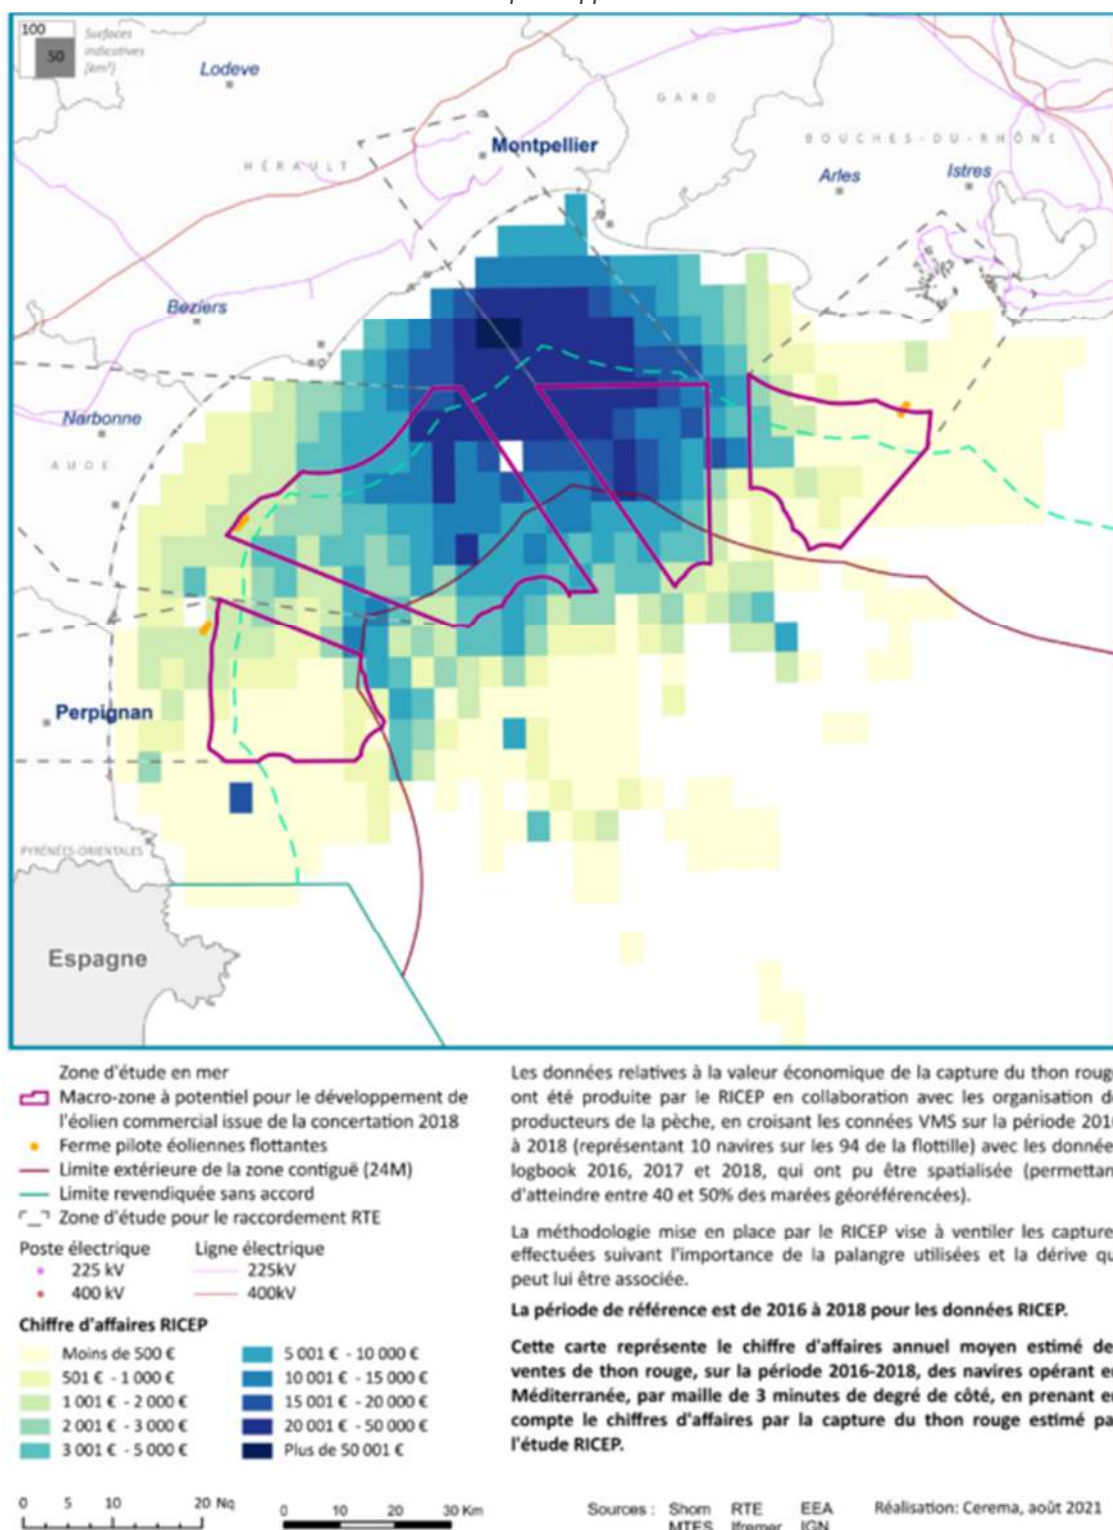 100
50
Surfaces
indicatives
(km²)
Lodeve
GARD
Montpellier
BOUCHES-DU-RHÔNE
HÉRAULT
Arles
Istres
Beziers
Narbonne
AUDE
Perpignan
PYRÉNÉES-ORIENTALES
Espagne
Zone d'étude en mer
Macro-zone à potentiel pour le développement de
l'éolien commercial issue de la concertation 2018
Ferme pilote éoliennes flottantes
Limite extérieure de la zone contiguë (24M)
Limite revendiquée sans accord
Zone d'étude pour le raccordement RTE
Poste électrique Ligne électrique
225 kV 225kV
400 kV 400kV
Chiffre d'affaires RICEP
Moins de 500 € 5 001 € - 10 000 €
501 € - 1 000 € 10 001 € - 15 000 €
1 001 € - 2 000 € 15 001 € - 20 000 €
2 001 € - 3 000 € 20 001 € - 50 000 €
3 001 € - 5 000 € Plus de 50 001 €
Les données relatives à la valeur économique de la capture du thon rouge
ont été produite par le RICEP en collaboration avec les organisation de
producteurs de la pèche, en croisant les connées VMS sur la période 2016
à 2018 (représentant 10 navires sur les 94 de la flottille) avec les donnée
logbook 2016, 2017 et 2018, qui ont pu être spatialisée (permettan
d'atteindre entre 40 et 50% des marées géoréférencées).
La méthodologie mise en place par le RICEP vise à ventiler les capture
effectuées suivant l'importance de la palangre utilisées et la dérive qu
peut lui être associée.
La période de référence est de 2016 à 2018 pour les données RICEP.
Cette carte représente le chiffre d'affaires annuel moyen estimé de
ventes de thon rouge, sur la période 2016-2018, des navires opérant en
Méditerranée, par maille de 3 minutes de degré de côté, en prenant en
compte le chiffres d'affaires par la capture du thon rouge estimé pa
l'étude RICEP.
0 5 10 20 Nq
0 10 20 30 Km
Sources : Shom RTE EEA
MTES Ifremer IGN
Réalisation: Cerema, août 2021